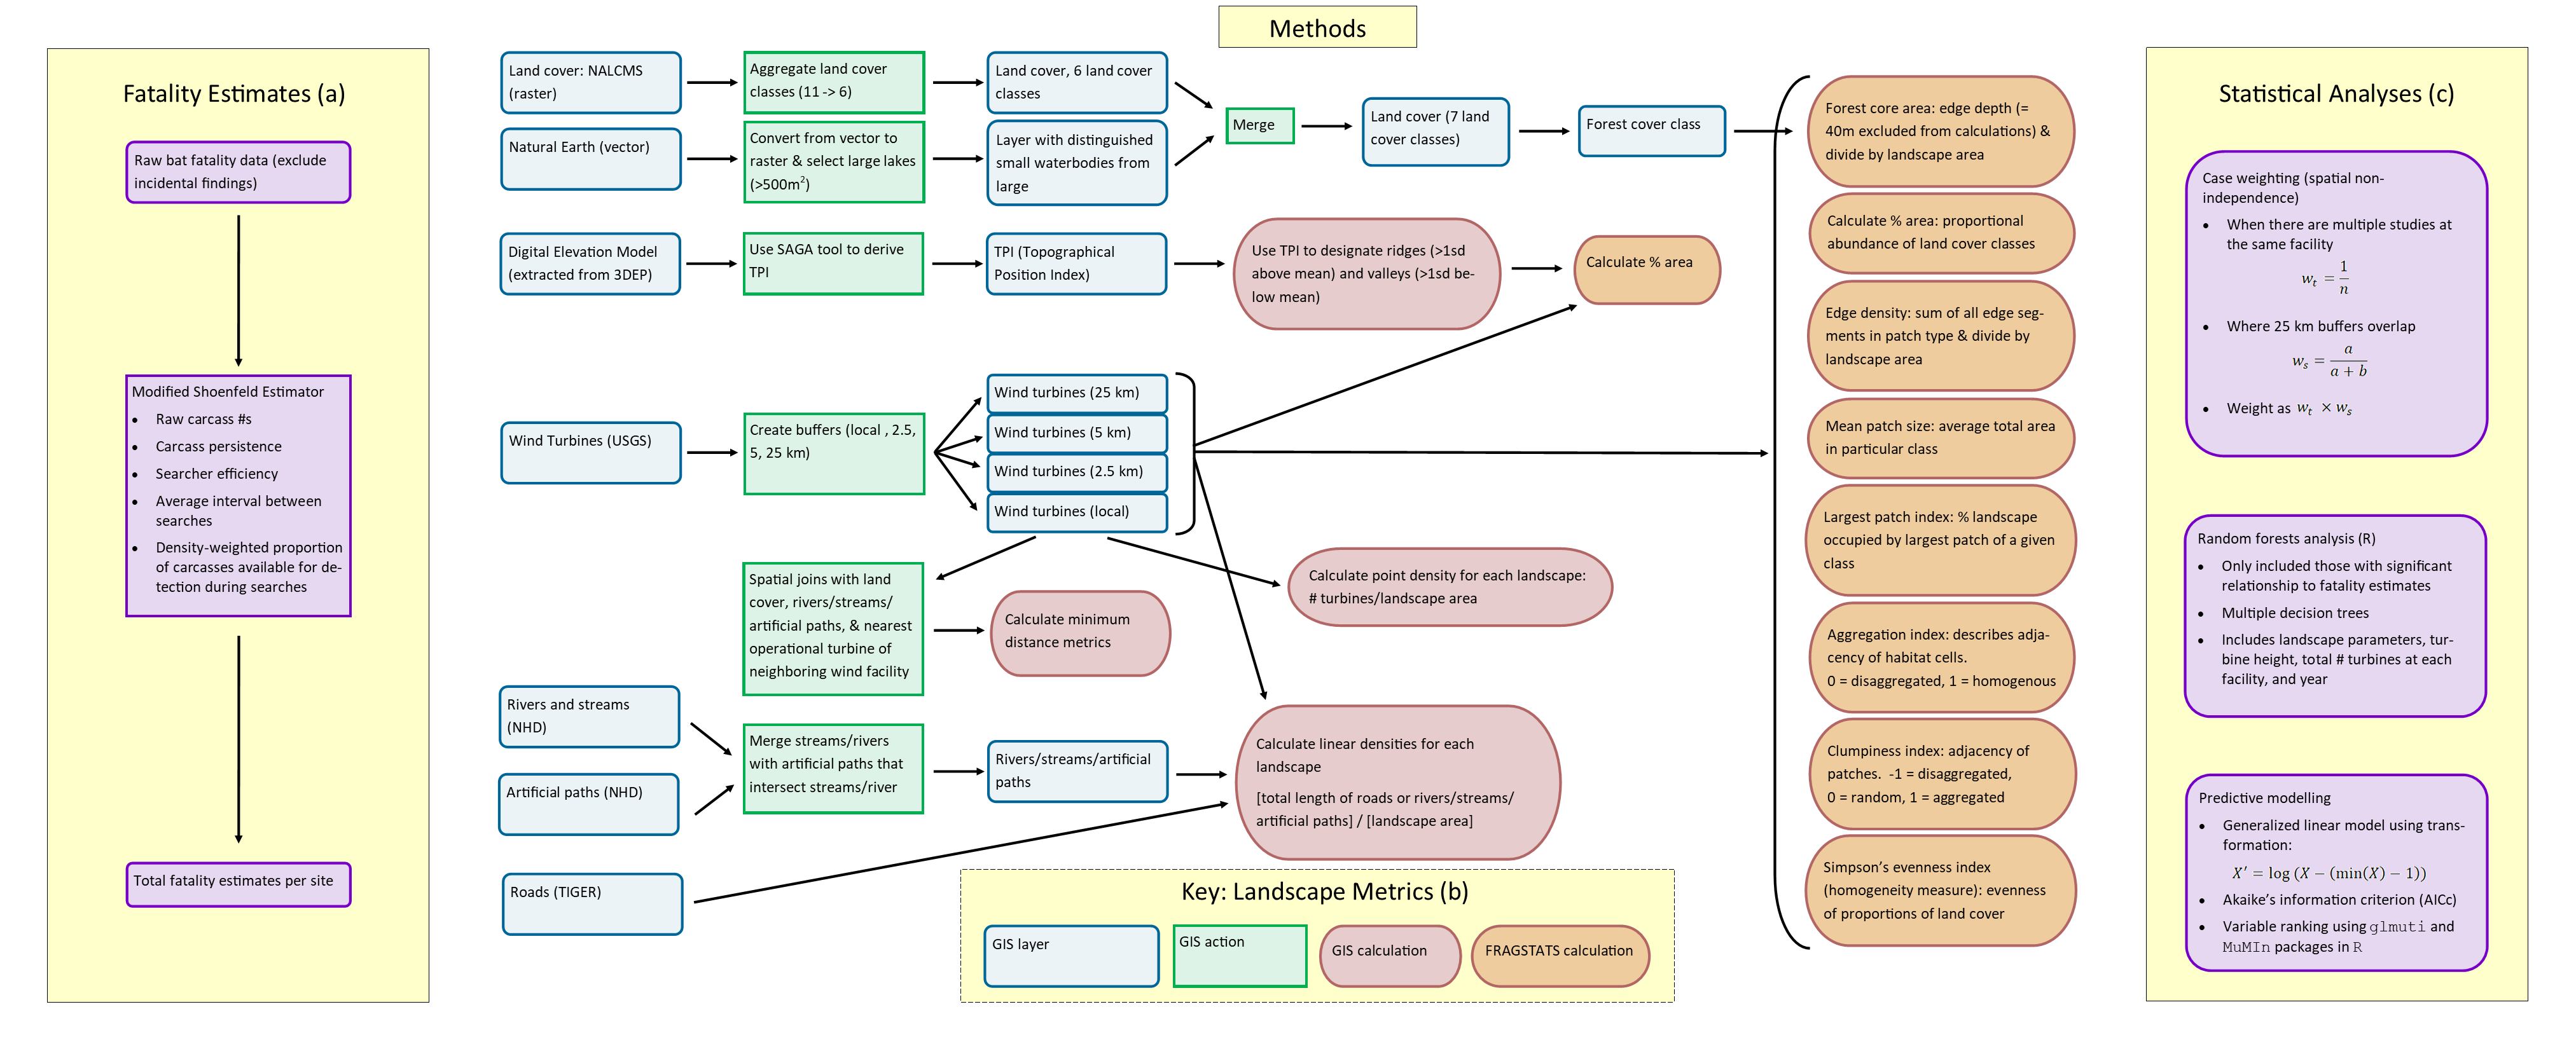 Methods
Fatality Estimates (a)
Raw bat fatality data (exclude
incidental findings)
Modified Shoenfeld Estimator
• Raw carcass #s
• Carcass persistence
• Searcher efficiency
• Average interval between
searches
• Density-weighted proportion
of carcasses available for de-
tection during searches
Total fatality estimates per site
Land cover: NALCMS
(raster)
Aggregate land cover
classes (11 -> 6)
Land cover, 6 land cover
classes
Natural Earth (vector)
Convert from vector to
raster & select large lakes
(>500m²)
Layer with distinguished
small waterbodies from
large
Merge
Land cover (7 land
cover classes)
Forest cover class
Digital Elevation Model
(extracted from 3DEP)
Use SAGA tool to derive
TPI
TPI (Topographical
Position Index)
Use TPI to designate ridges (>1sd
above mean) and valleys (>1sd be-
low mean)
Calculate % area
Wind Turbines (USGS)
Create buffers (local , 2.5,
5, 25 km)
Wind turbines (25 km)
Wind turbines (5 km)
Wind turbines (2.5 km)
Wind turbines (local)
Spatial joins with land
cover, rivers/streams/
artificial paths, & nearest
operational turbine of
neighboring wind facility
Calculate minimum
distance metrics
Calculate point density for each landscape:
# turbines/landscape area
Rivers and streams
(NHD)
Artificial paths (NHD)
Merge streams/rivers
with artificial paths that
intersect streams/river
Rivers/streams/artificial
paths
Calculate linear densities for each
landscape
[total length of roads or rivers/streams/
artificial paths] / [landscape area]
Roads (TIGER)
Key: Landscape Metrics (b)
GIS layer
GIS action
GIS calculation
FRAGSTATS calculation
Forest core area: edge depth (=
40m excluded from calculations) &
divide by landscape area
Calculate % area: proportional
abundance of land cover classes
Edge density: sum of all edge seg-
ments in patch type & divide by
landscape area
Mean patch size: average total area
in particular class
Largest patch index: % landscape
occupied by largest patch of a given
class
Aggregation index: describes adja-
cency of habitat cells.
0 = disaggregated, 1 = homogenous
Clumpiness index: adjacency of
patches.  -1 = disaggregated,
0 = random, 1 = aggregated
Simpson’s evenness index
(homogeneity measure): evenness
of proportions of land cover
Statistical Analyses (c)
Case weighting (spatial non-
independence)
• When there are multiple studies at
the same facility
w_t = 1/n
• Where 25 km buffers overlap
w_s = a/(a + b)
• Weight as w_t × w_s
Random forests analysis (R)
• Only included those with significant
relationship to fatality estimates
• Multiple decision trees
• Includes landscape parameters, tur-
bine height, total # turbines at each
facility, and year
Predictive modelling
• Generalized linear model using trans-
formation:
X′ = log (X − (min(X) − 1))
• Akaike’s information criterion (AICc)
• Variable ranking using glmuti and
MuMIn packages in R